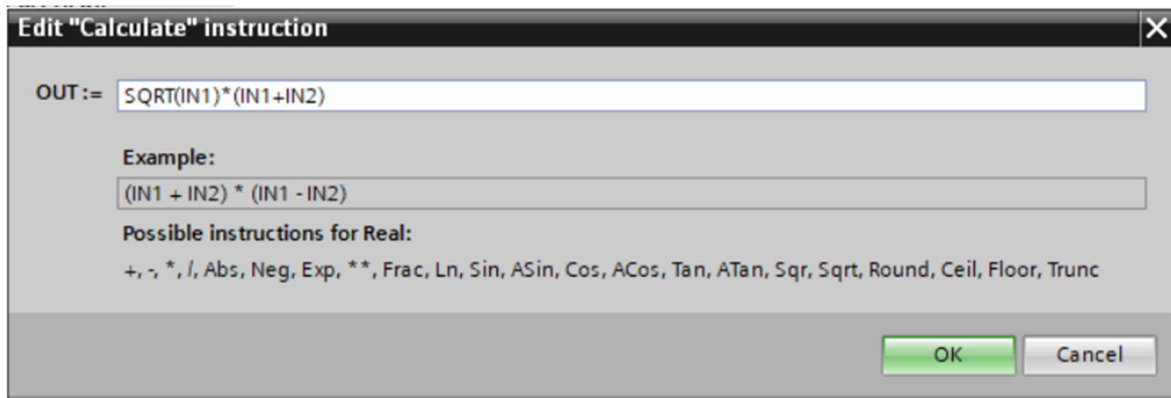 Edit "Calculate" instruction
OUT := SQRT(IN1)*(IN1+IN2)
Example:
(IN1 + IN2) * (IN1 - IN2)
Possible instructions for Real:
+, -, *, /, Abs, Neg, Exp, **, Frac, Ln, Sin, ASin, Cos, ACos, Tan, ATan, Sqr, Sqrt, Round, Ceil, Floor, Trunc
OK Cancel